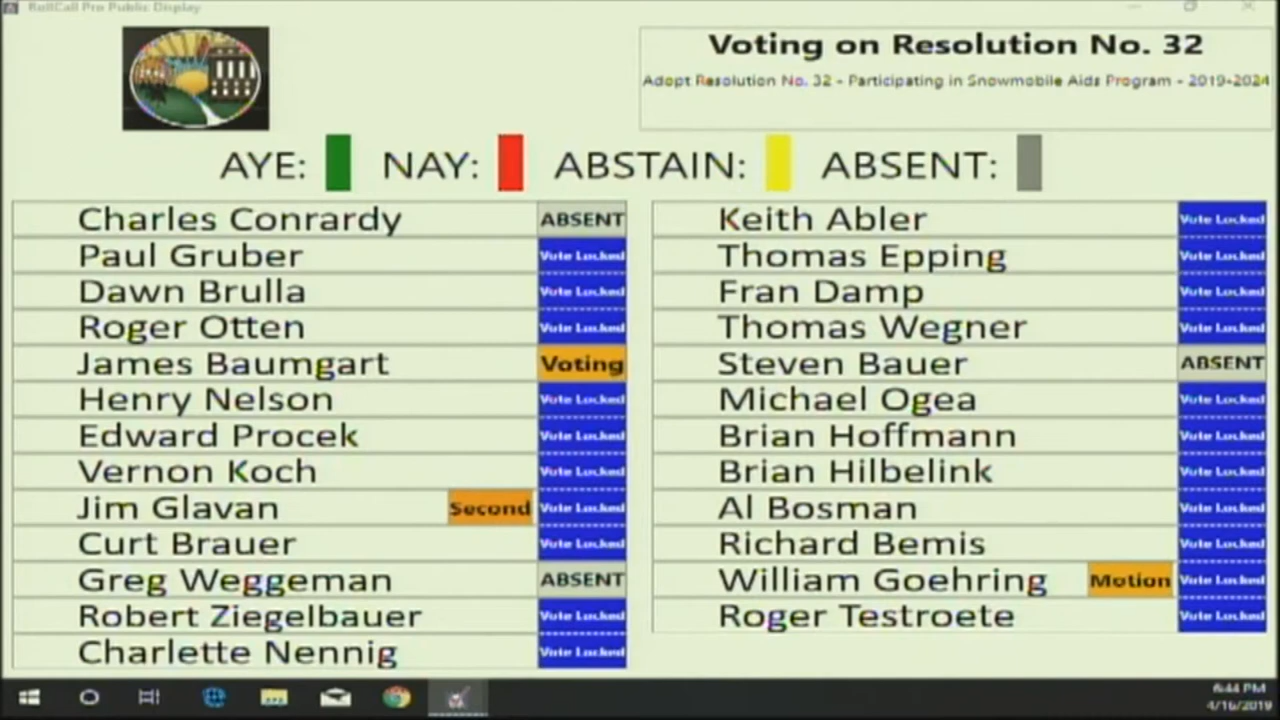 RollCall Pro Public Display
Voting on Resolution No. 32
Adopt Resolution No. 32 - Participating in Snowmobile Aids Program - 2019-2024
AYE: NAY: ABSTAIN: ABSENT:
Charles Conrardy ABSENT
Paul Gruber Vote Locked
Dawn Brulla Vote Locked
Roger Otten Vote Locked
James Baumgart Voting
Henry Nelson Vote Locked
Edward Procek Vote Locked
Vernon Koch Vote Locked
Jim Glavan Second Vote Locked
Curt Brauer Vote Locked
Greg Weggeman ABSENT
Robert Ziegelbauer Vote Locked
Charlette Nennig Vote Locked
Keith Abler Vote Locked
Thomas Epping Vote Locked
Fran Damp Vote Locked
Thomas Wegner Vote Locked
Steven Bauer ABSENT
Michael Ogea Vote Locked
Brian Hoffmann Vote Locked
Brian Hilbelink Vote Locked
Al Bosman Vote Locked
Richard Bemis Vote Locked
William Goehring Motion Vote Locked
Roger Testroete Vote Locked
6:44 PM
4/16/2019